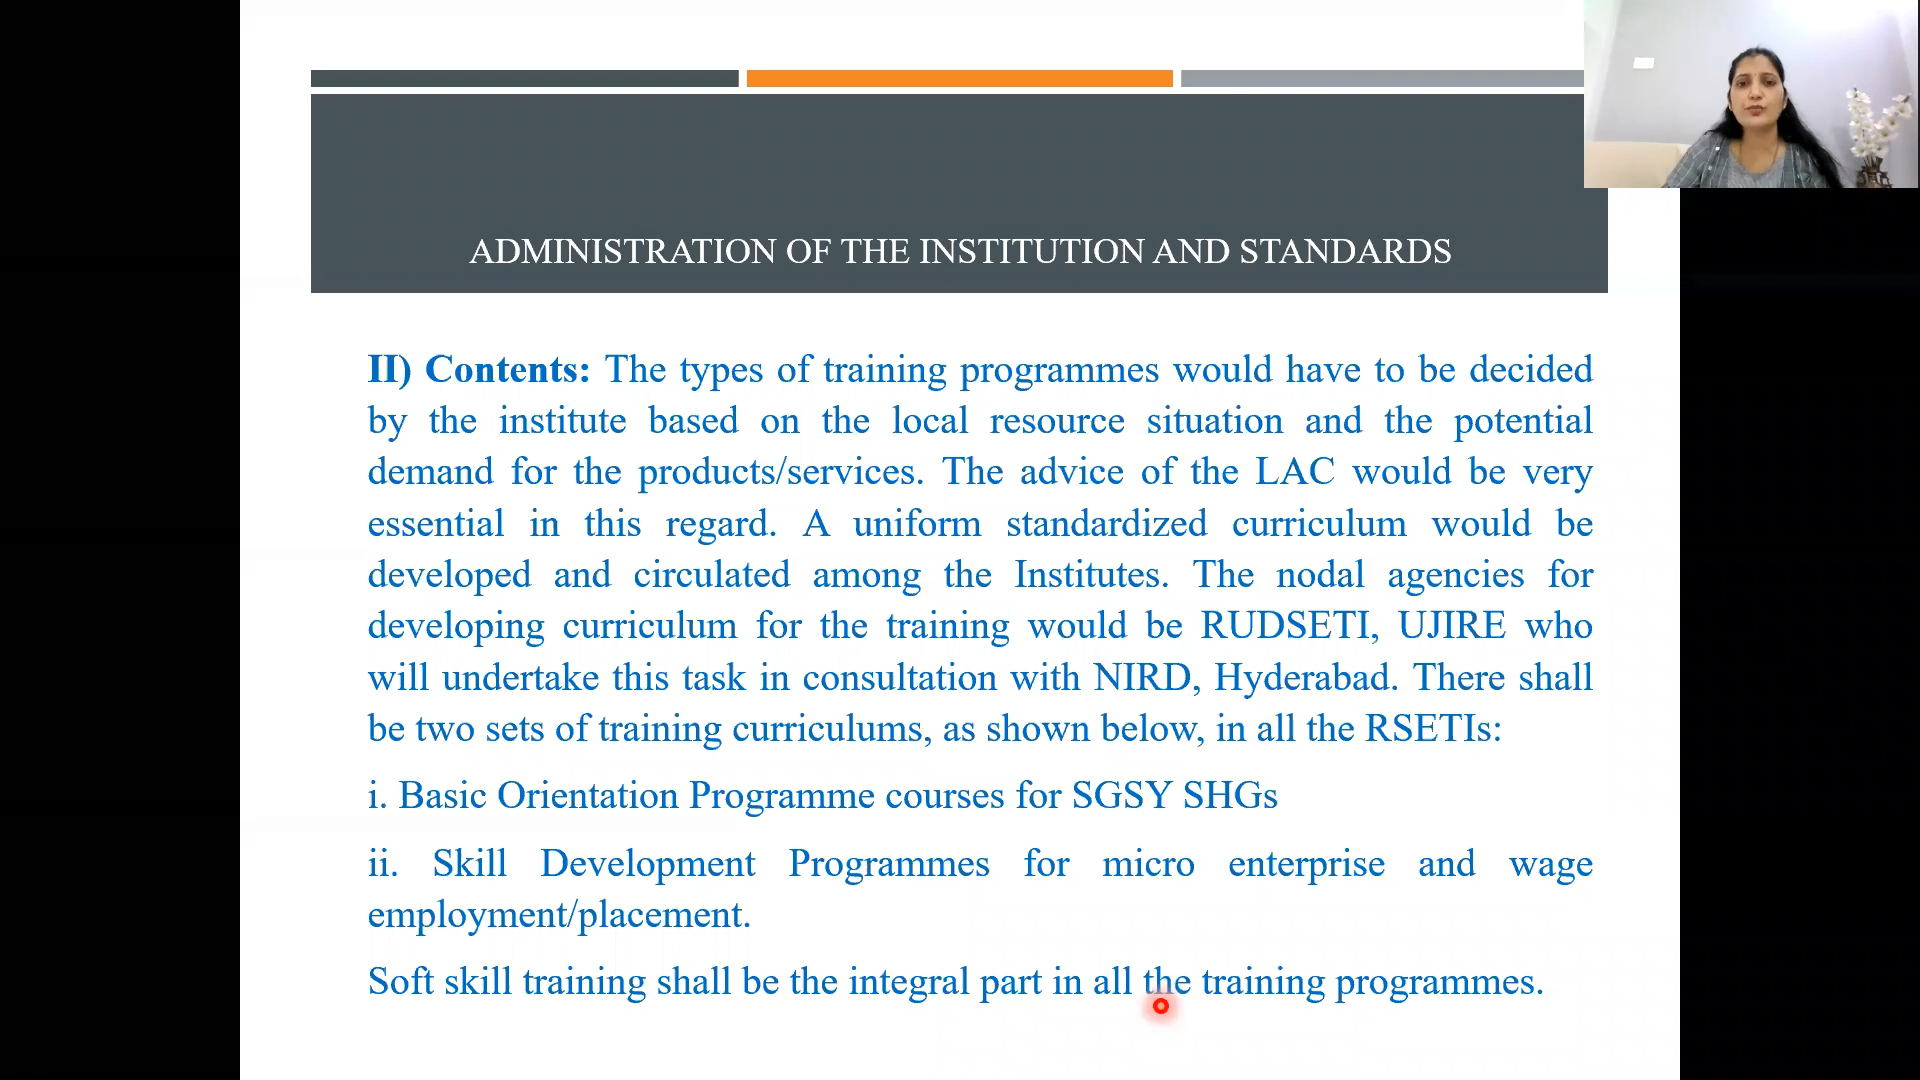 ADMINISTRATION OF THE INSTITUTION AND STANDARDS
II) Contents: The types of training programmes would have to be decided
by the institute based on the local resource situation and the potential
demand for the products/services. The advice of the LAC would be very
essential in this regard. A uniform standardized curriculum would be
developed and circulated among the Institutes. The nodal agencies for
developing curriculum for the training would be RUDSETI, UJIRE who
will undertake this task in consultation with NIRD, Hyderabad. There shall
be two sets of training curriculums, as shown below, in all the RSETIs:
i. Basic Orientation Programme courses for SGSY SHGs
ii. Skill Development Programmes for micro enterprise and wage
employment/placement.
Soft skill training shall be the integral part in all the training programmes.